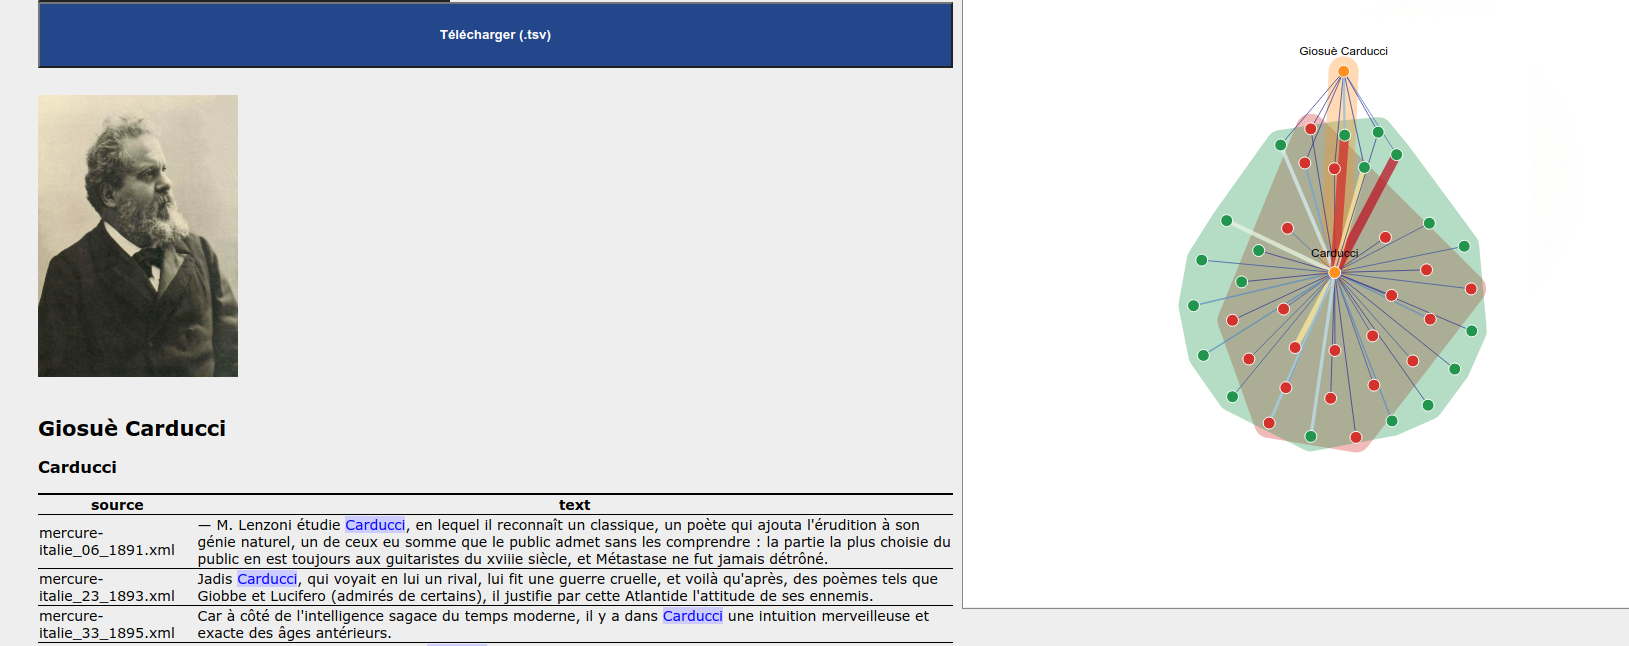 Télécharger (.tsv)
Giosuè Carducci
Carducci
source text
mercure-
italie_06_1891.xml
— M. Lenzoni étudie Carducci, en lequel il reconnaît un classique, un poète qui ajouta l'érudition à son
génie naturel, un de ceux eu somme que le public admet sans les comprendre : la partie la plus choisie du
public en est toujours aux guitaristes du xviiie siècle, et Métastase ne fut jamais détrôné.
mercure-
italie_23_1893.xml
Jadis Carducci, qui voyait en lui un rival, lui fit une guerre cruelle, et voilà qu'après, des poèmes tels que
Giobbe et Lucifero (admirés de certains), il justifie par cette Atlantide l'attitude de ses ennemis.
mercure-
italie_33_1895.xml
Car à côté de l'intelligence sagace du temps moderne, il y a dans Carducci une intuition merveilleuse et
exacte des âges antérieurs.
Giosuè Carducci
Carducci